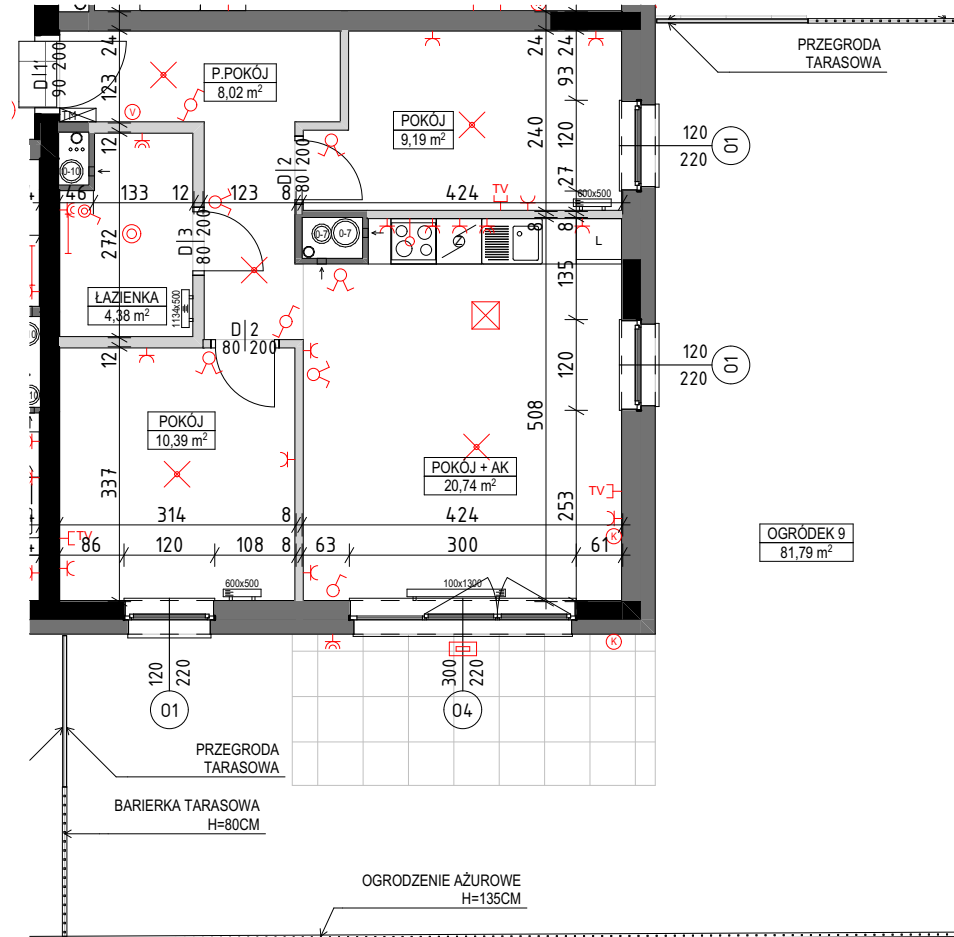 PRZEGRODA
TARASOWA
24
24
24
D 1'
90 200
123
P.POKÓJ
8,02 m²
V
TM
POKÓJ
9,19 m²
93
240
120
120
220
01
12
D-10
D 2
80 200
27
46
133
12
123
8
424
TV
600x500
272
D 3
80 200
0-7
0-7
Z
8
8
L
135
ŁAZIENKA
4,38 m²
1134x500
12
D 2
80 200
120
120
220
01
508
POKÓJ
10,39 m²
337
POKÓJ + AK
20,74 m²
253
TV
314
8
424
TV
K
86
120
108
8
63
300
61
600x500
100x1300
OGRÓDEK 9
81,79 m²
K
120
220
01
300
220
04
PRZEGRODA
TARASOWA
BARIERKA TARASOWA
H=80CM
OGRODZENIE AŻUROWE
H=135CM